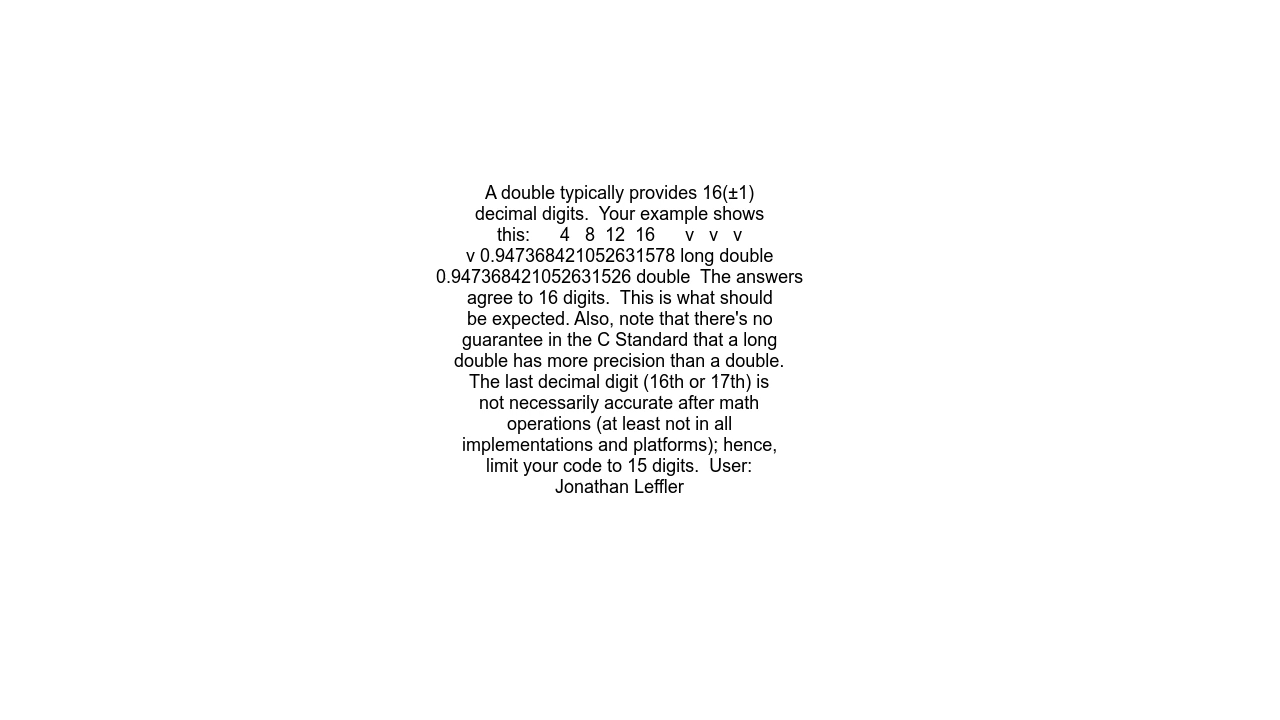 A double typically provides 16(±1)
decimal digits.  Your example shows
this:      4   8  12  16      v   v   v
v 0.947368421052631578 long double
0.947368421052631526 double  The answers
agree to 16 digits.  This is what should
be expected. Also, note that there's no
guarantee in the C Standard that a long
double has more precision than a double.
The last decimal digit (16th or 17th) is
not necessarily accurate after math
operations (at least not in all
implementations and platforms); hence,
limit your code to 15 digits.  User:
Jonathan Leffler